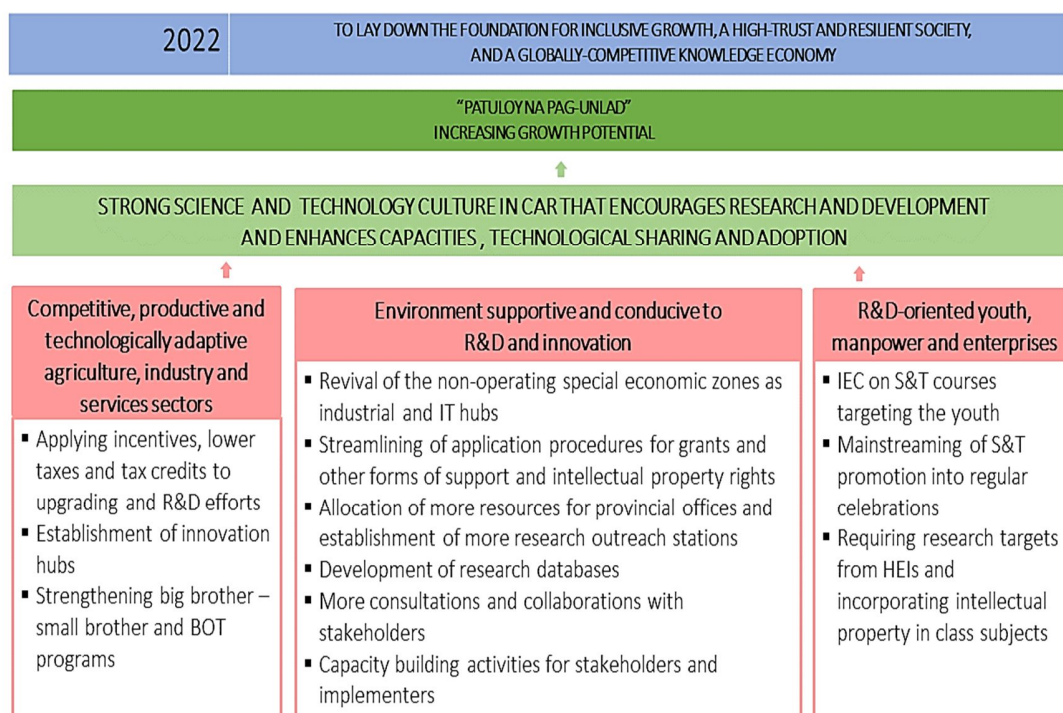 2022
TO LAY DOWN THE FOUNDATION FOR INCLUSIVE GROWTH, A HIGH-TRUST AND RESILIENT SOCIETY,
AND A GLOBALLY-COMPETITIVE KNOWLEDGE ECONOMY
"PATULOY NA PAG-UNLAD"
INCREASING GROWTH POTENTIAL
STRONG SCIENCE AND TECHNOLOGY CULTURE IN CAR THAT ENCOURAGES RESEARCH AND DEVELOPMENT
AND ENHANCES CAPACITIES , TECHNOLOGICAL SHARING AND ADOPTION
Competitive, productive and
technologically adaptive
agriculture, industry and
services sectors
▪ Applying incentives, lower
taxes and tax credits to
upgrading and R&D efforts
▪ Establishment of innovation
hubs
▪ Strengthening big brother –
small brother and BOT
programs
Environment supportive and conducive to
R&D and innovation
▪ Revival of the non-operating special economic zones as
industrial and IT hubs
▪ Streamlining of application procedures for grants and
other forms of support and intellectual property rights
▪ Allocation of more resources for provincial offices and
establishment of more research outreach stations
▪ Development of research databases
▪ More consultations and collaborations with
stakeholders
▪ Capacity building activities for stakeholders and
implementers
R&D-oriented youth,
manpower and enterprises
▪ IEC on S&T courses
targeting the youth
▪ Mainstreaming of S&T
promotion into regular
celebrations
▪ Requiring research targets
from HEIs and
incorporating intellectual
property in class subjects